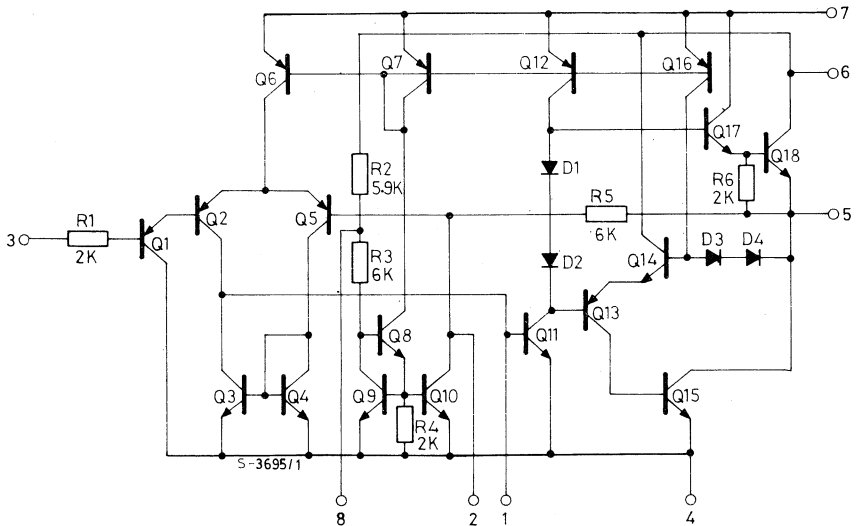 7
Q6
Q7
Q12
Q16
6
Q17
Q18
R2
5.9K
D1
R6
2K
R5
6K
5
3
R1
2K
Q1
Q2
Q5
R3
6K
D2
Q14
D3
D4
Q8
Q11
Q13
Q3
Q4
Q9
Q10
R4
2K
Q15
S-3695/1
8
2
1
4